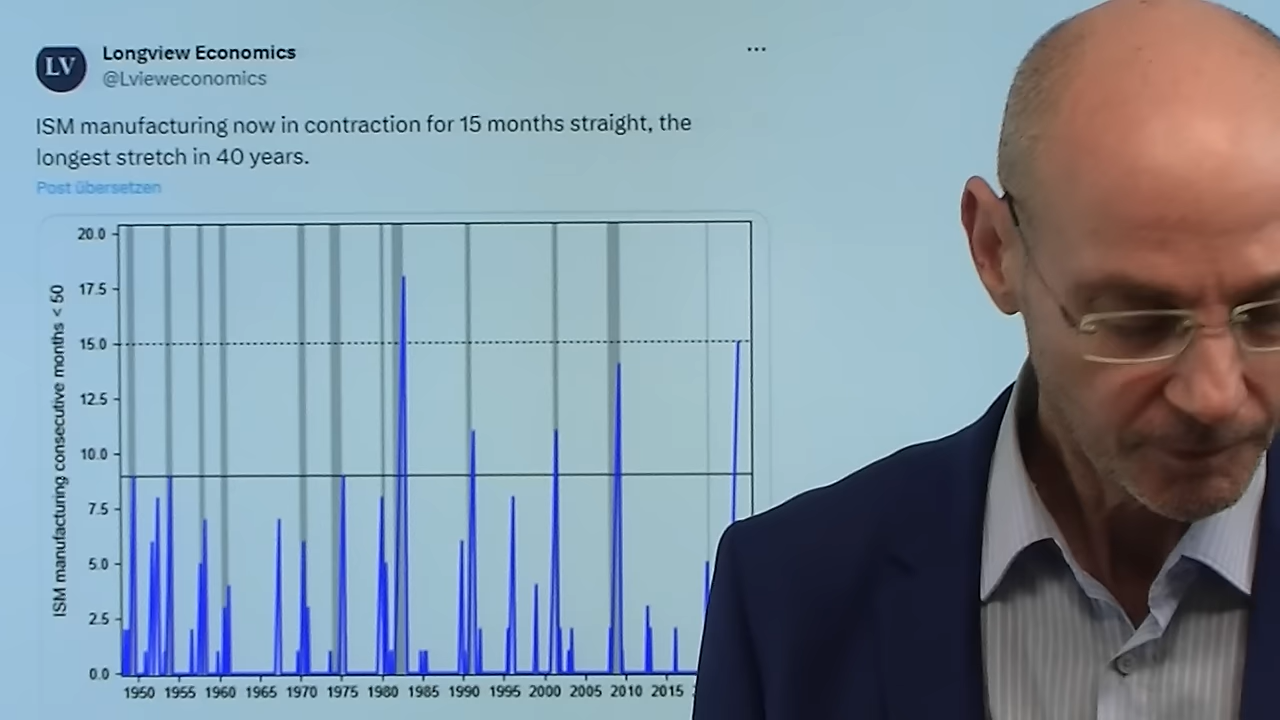 LV
Longview Economics
@Lvieweconomics
...
ISM manufacturing now in contraction for 15 months straight, the
longest stretch in 40 years.
Post übersetzen
ISM manufacturing consecutive months < 50
20.0
17.5
15.0
12.5
10.0
7.5
5.0
2.5
0.0
1950 1955 1960 1965 1970 1975 1980 1985 1990 1995 2000 2005 2010 2015